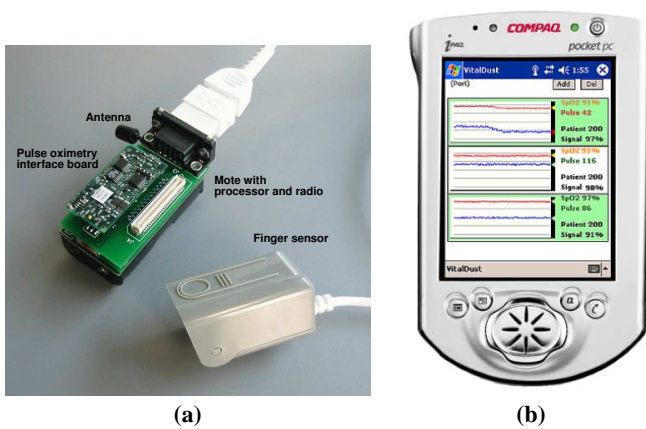 Antenna
Pulse oximetry
interface board
Mote with
processor and radio
Finger sensor
(a)
COMPAQ
iPAQ
pocket pc
VitalDust
1:55
(Port)
Add
Del
SpO2 91%
Pulse 42
Patient 200
Signal 97%
SpO2 92%
Pulse 116
Patient 200
Signal 98%
SpO2 97%
Pulse 86
Patient 200
Signal 91%
VitalDust
(b)